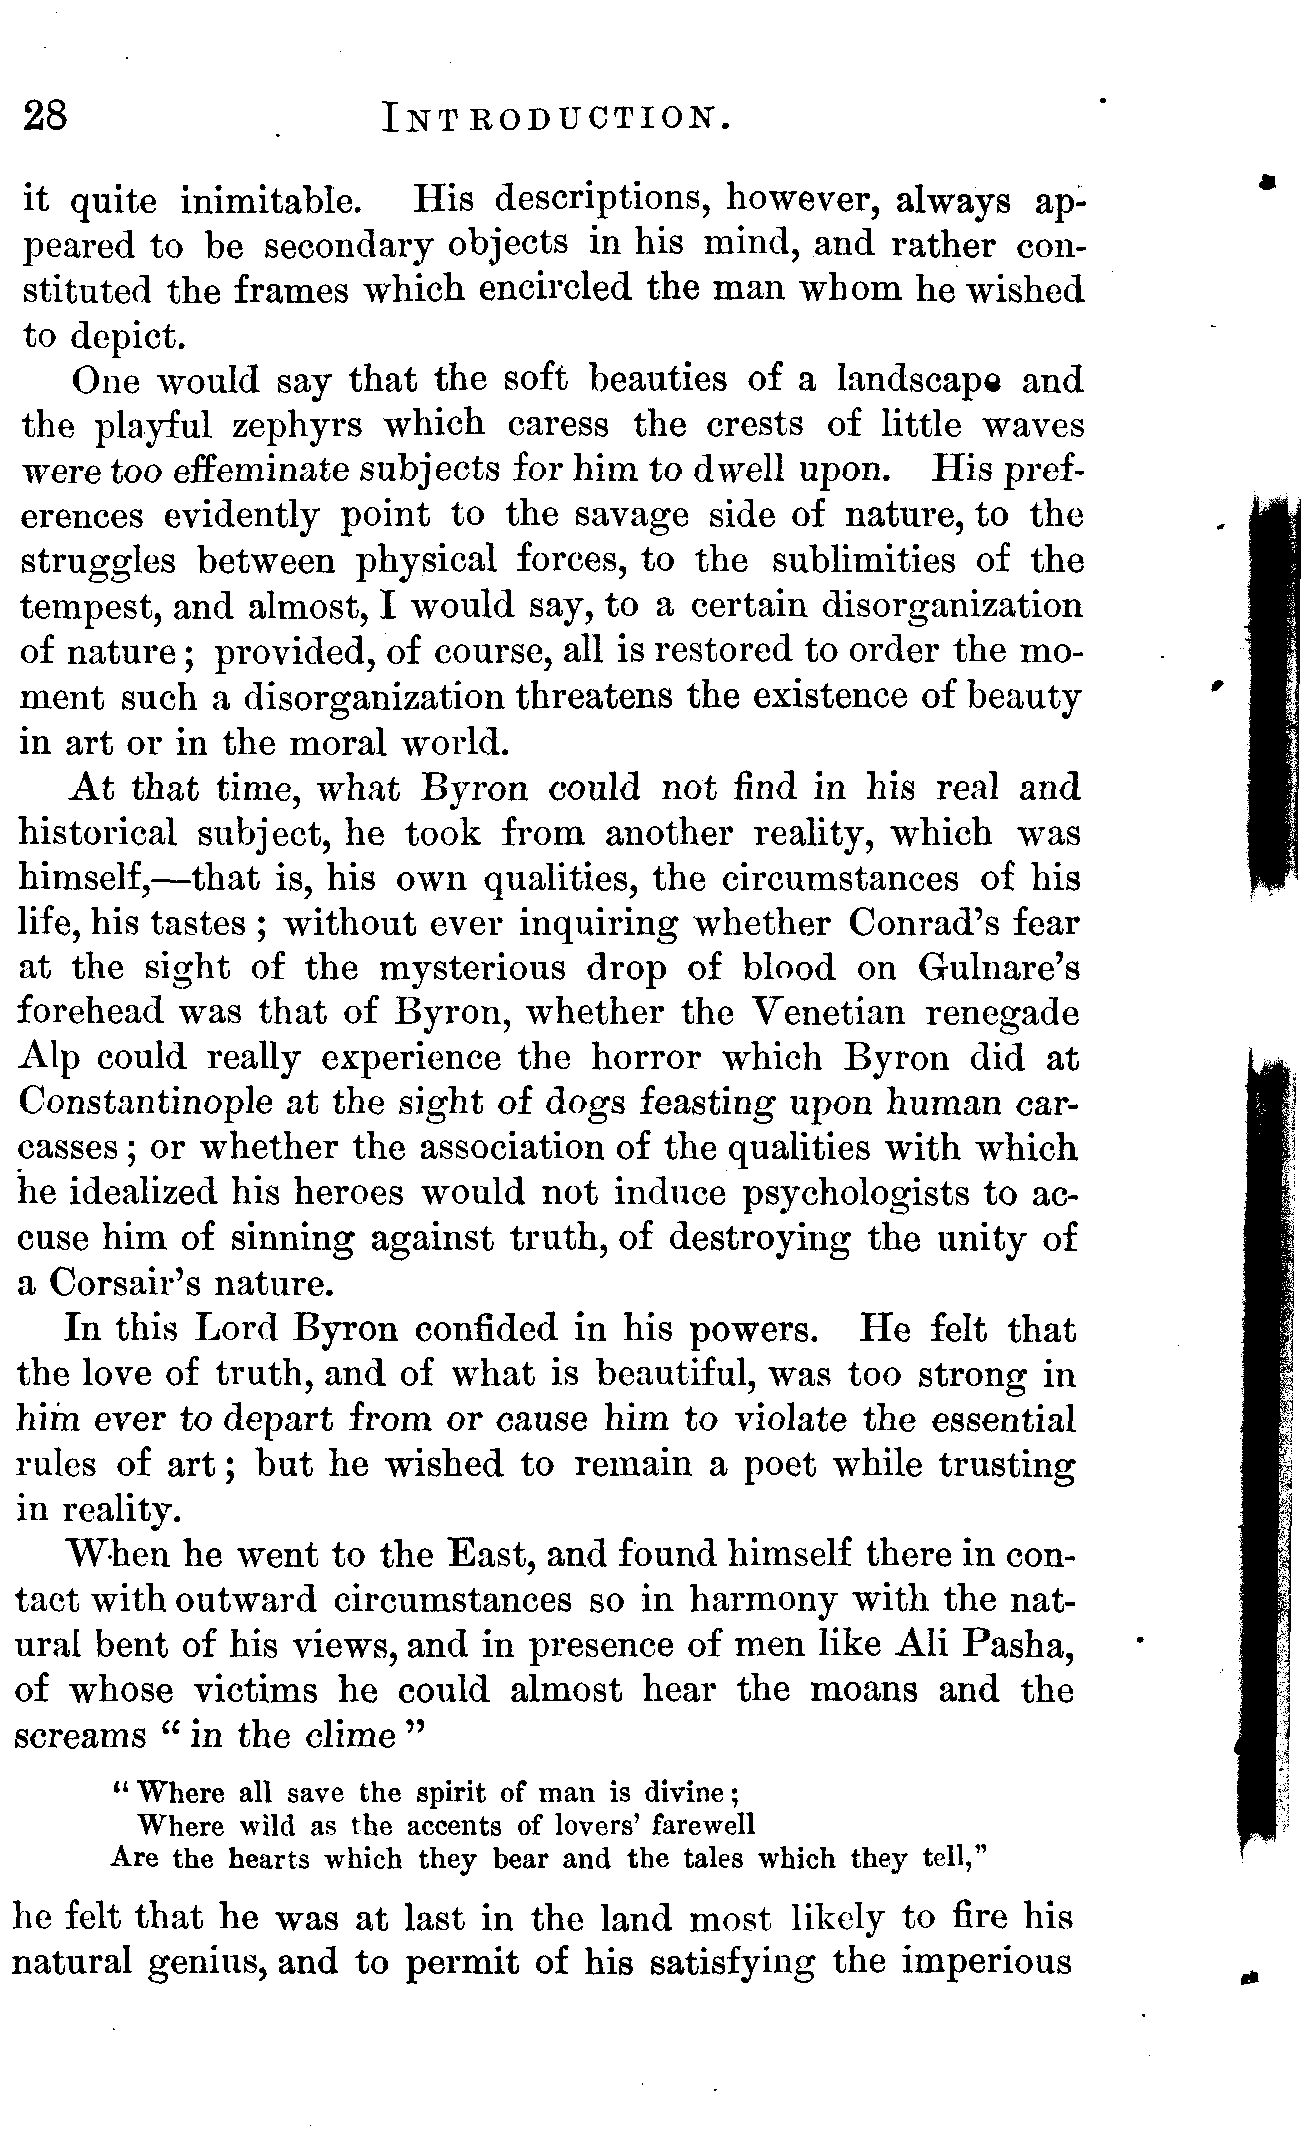 28 INTRODUCTION.
it quite inimitable. His descriptions, however, always ap-
peared to be secondary objects in his mind, and rather con-
stituted the frames which encircled the man whom he wished
to depict.
One would say that the soft beauties of a landscape and
the playful zephyrs which caress the crests of little waves
were too effeminate subjects for him to dwell upon. His pref-
erences evidently point to the savage side of nature, to the
struggles between physical forces, to the sublimities of the
tempest, and almost, I would say, to a certain disorganization
of nature; provided, of course, all is restored to order the mo-
ment such a disorganization threatens the existence of beauty
in art or in the moral world.
At that time, what Byron could not find in his real and
historical subject, he took from another reality, which was
himself,—that is, his own qualities, the circumstances of his
life, his tastes; without ever inquiring whether Conrad's fear
at the sight of the mysterious drop of blood on Gulnare's
forehead was that of Byron, whether the Venetian renegade
Alp could really experience the horror which Byron did at
Constantinople at the sight of dogs feasting upon human car-
casses; or whether the association of the qualities with which
he idealized his heroes would not induce psychologists to ac-
cuse him of sinning against truth, of destroying the unity of
a Corsair's nature.
In this Lord Byron confided in his powers. He felt that
the love of truth, and of what is beautiful, was too strong in
him ever to depart from or cause him to violate the essential
rules of art; but he wished to remain a poet while trusting
in reality.
When he went to the East, and found himself there in con-
tact with outward circumstances so in harmony with the nat-
ural bent of his views, and in presence of men like Ali Pasha,
of whose victims he could almost hear the moans and the
screams "in the clime"
"Where all save the spirit of man is divine;
Where wild as the accents of lovers' farewell
Are the hearts which they bear and the tales which they tell,"
he felt that he was at last in the land most likely to fire his
natural genius, and to permit of his satisfying the imperious